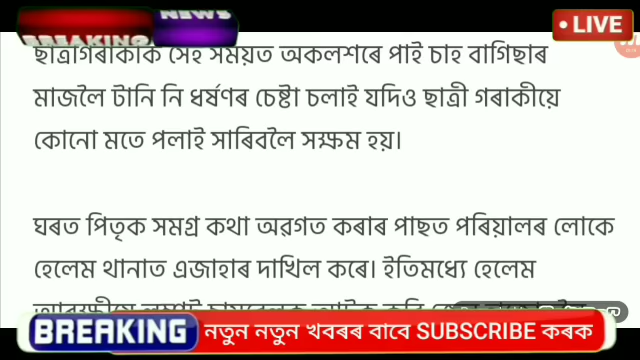 BREAKING NEWS
LIVE
ছাত্ৰীগৰাকীক সেই সময়ত অকলশৰে পাই চাহ বাগিছাৰ
মাজলৈ টানি নি ধৰ্ষণৰ চেষ্টা চলাই যদিও ছাত্ৰী গৰাকীয়ে
কোনো মতে পলাই সাৰিবলৈ সক্ষম হয়।
ঘৰত পিতৃক সমগ্ৰ কথা অৱগত কৰাৰ পাছত পৰিয়ালৰ লোকে
হেলেম থানাত এজাহাৰ দাখিল কৰে। ইতিমধ্যে হেলেম
BREAKING নতুন নতুন খবৰৰ বাবে SUBSCRIBE কৰক